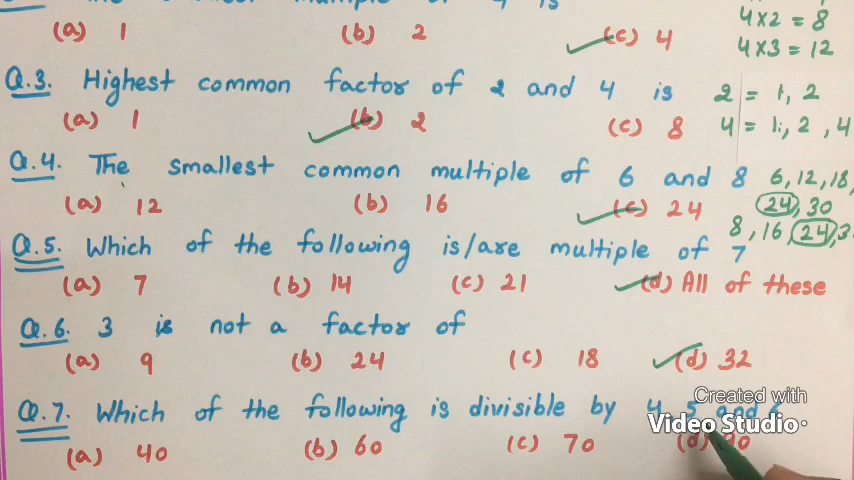 (a) 1 (b) 2 (c) 4
4×2 = 8
4×3 = 12
Q.3. Highest common factor of 2 and 4 is
2 = 1, 2
(a) 1 (b) 2 (c) 8
4 = 1, 2, 4
Q.4. The smallest common multiple of 6 and 8
6, 12, 18,
(a) 12 (b) 16 (c) 24
24, 30
8, 16, 24, 3
Q.5. Which of the following is/are multiple of 7
(a) 7 (b) 14 (c) 21 (d) All of these
Q.6. 3 is not a factor of
(a) 9 (b) 24 (c) 18 (d) 32
Q.7. Which of the following is divisible by 4, 5 and
(a) 40 (b) 60 (c) 70 (d)
Created with
Video Studio